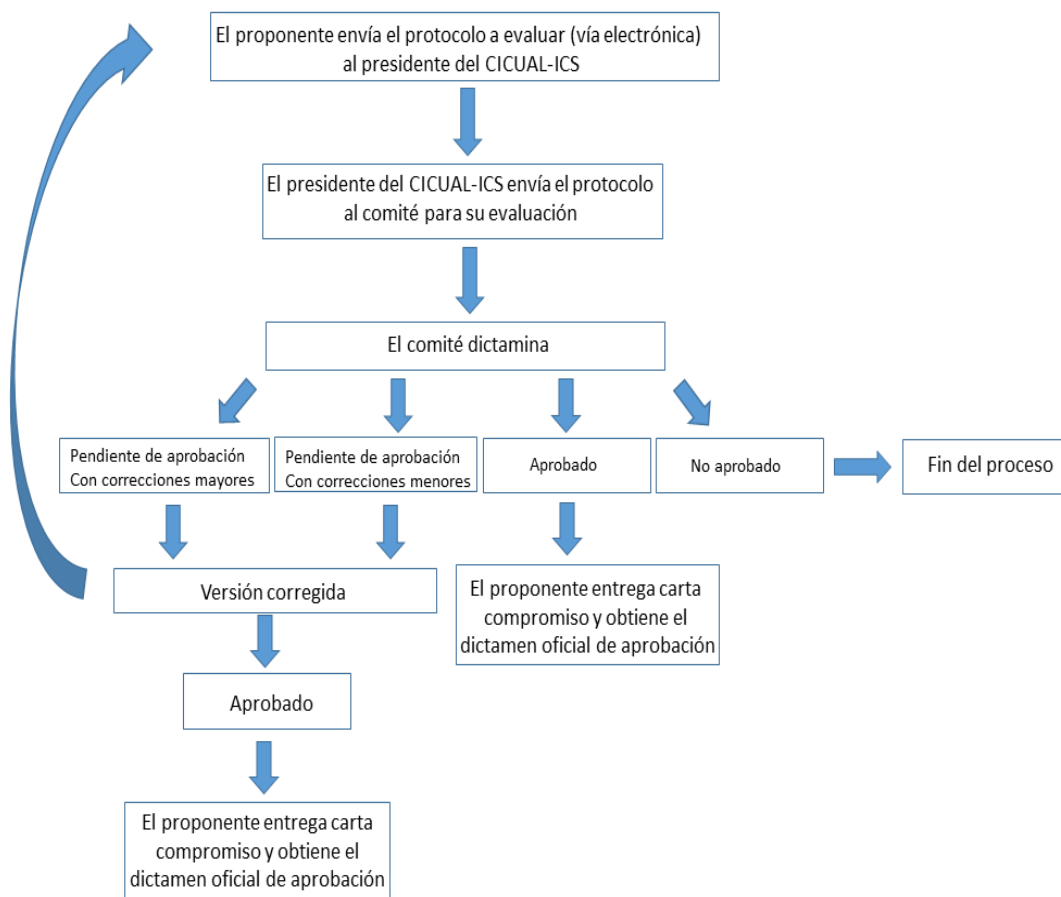 El proponente envía el protocolo a evaluar (vía electrónica)
al presidente del CICUAL-ICS
El presidente del CICUAL-ICS envía el protocolo
al comité para su evaluación
El comité dictamina
Pendiente de aprobación
Con correcciones mayores
Pendiente de aprobación
Con correcciones menores
Aprobado
No aprobado
Fin del proceso
Versión corregida
El proponente entrega carta
compromiso y obtiene el
dictamen oficial de aprobación
Aprobado
El proponente entrega carta
compromiso y obtiene el
dictamen oficial de aprobación